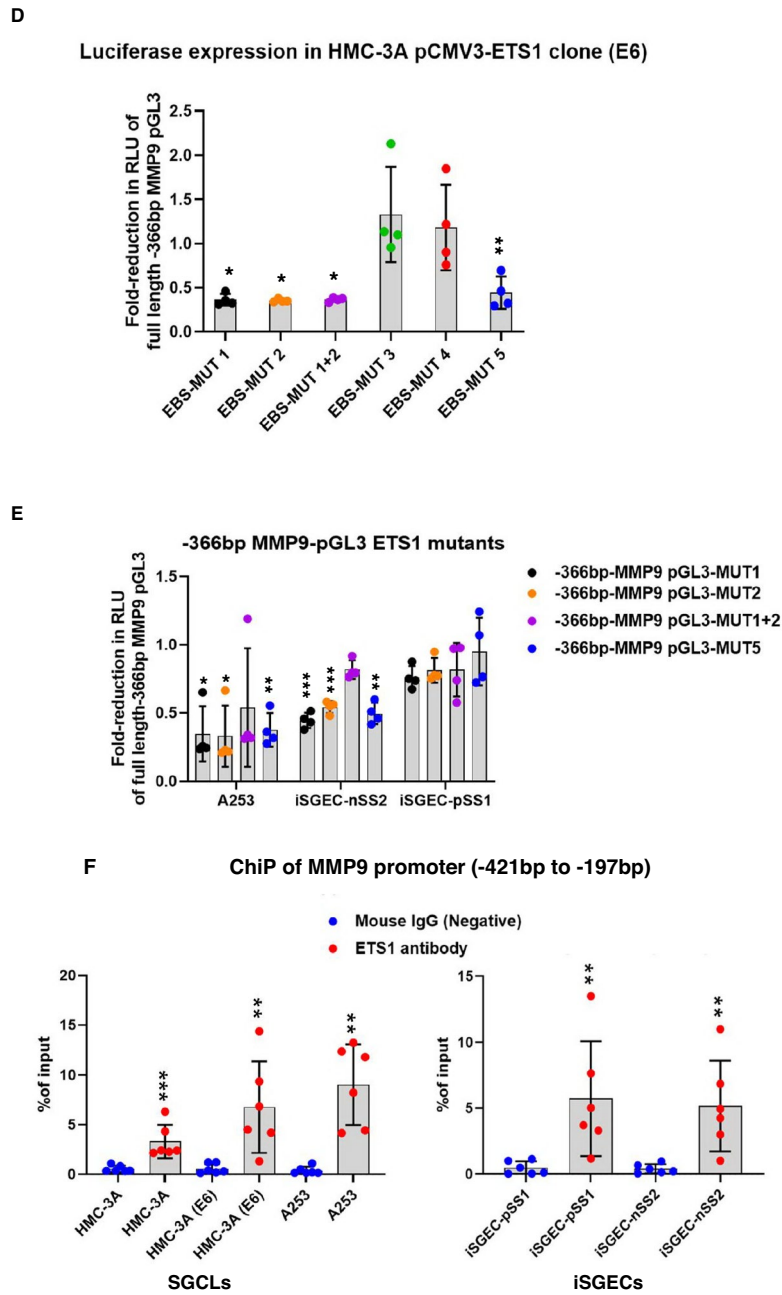 D
Luciferase expression in HMC-3A pCMV3-ETS1 clone (E6)
Fold-reduction in RLU of
full length -366bp MMP9 pGL3
2.5
2.0
1.5
1.0
0.5
0.0
*
*
*
**
EBS-MUT 1
EBS-MUT 2
EBS-MUT 1+2
EBS-MUT 3
EBS-MUT 4
EBS-MUT 5
E
-366bp MMP9-pGL3 ETS1 mutants
Fold-reduction in RLU
of full length-366bp MMP9 pGL3
1.5
1.0
0.5
0.0
*
*
**
***
***
**
A253
iSGEC-nSS2
iSGEC-pSS1
-366bp-MMP9 pGL3-MUT1
-366bp-MMP9 pGL3-MUT2
-366bp-MMP9 pGL3-MUT1+2
-366bp-MMP9 pGL3-MUT5
F
ChiP of MMP9 promoter (-421bp to -197bp)
Mouse IgG (Negative)
ETS1 antibody
%of input
20
15
10
5
0
***
**
**
HMC-3A
HMC-3A
HMC-3A (E6)
HMC-3A (E6)
A253
A253
SGCLs
%of input
15
10
5
0
**
**
iSGEC-pSS1
iSGEC-pSS1
iSGEC-nSS2
iSGEC-nSS2
iSGECs